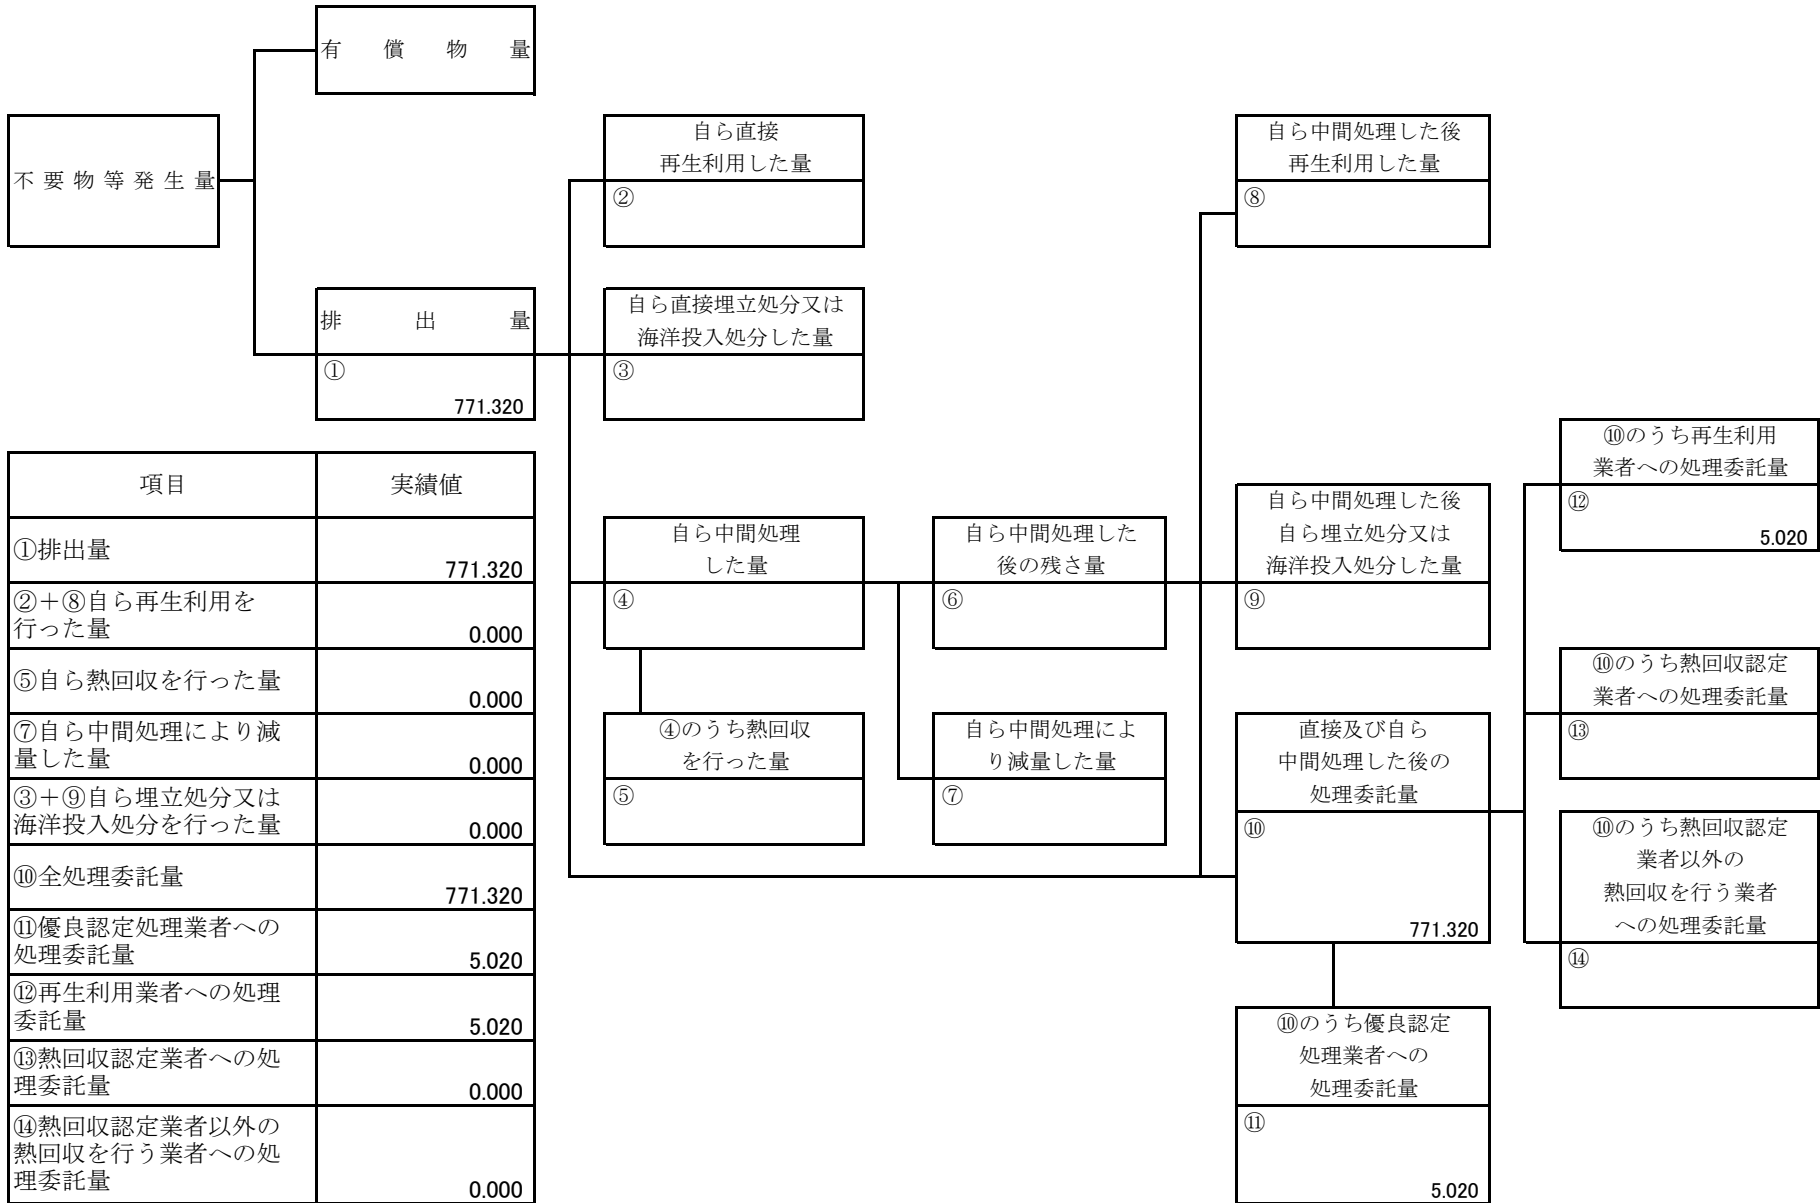 有償物量
不要物等発生量
排出量
①
771.320
自ら直接
再生利用した量
②
自ら直接埋立処分又は
海洋投入処分した量
③
自ら中間処理
した量
④
④のうち熱回収
を行った量
⑤
自ら中間処理した
後の残さ量
⑥
自ら中間処理によ
り減量した量
⑦
自ら中間処理した後
再生利用した量
⑧
自ら中間処理した後
自ら埋立処分又は
海洋投入処分した量
⑨
直接及び自ら
中間処理した後の
処理委託量
⑩
771.320
⑩のうち優良認定
処理業者への
処理委託量
⑪
5.020
⑩のうち再生利用
業者への処理委託量
⑫
5.020
⑩のうち熱回収認定
業者への処理委託量
⑬
⑩のうち熱回収認定
業者以外の
熱回収を行う業者
への処理委託量
⑭
項目 実績値
①排出量
771.320
②+⑧自ら再生利用を
行った量
0.000
⑤自ら熱回収を行った量
0.000
⑦自ら中間処理により減
量した量
0.000
③+⑨自ら埋立処分又は
海洋投入処分を行った量
0.000
⑩全処理委託量
771.320
⑪優良認定処理業者への
処理委託量
5.020
⑫再生利用業者への処理
委託量
5.020
⑬熱回収認定業者への処
理委託量
0.000
⑭熱回収認定業者以外の
熱回収を行う業者への処
理委託量
0.000